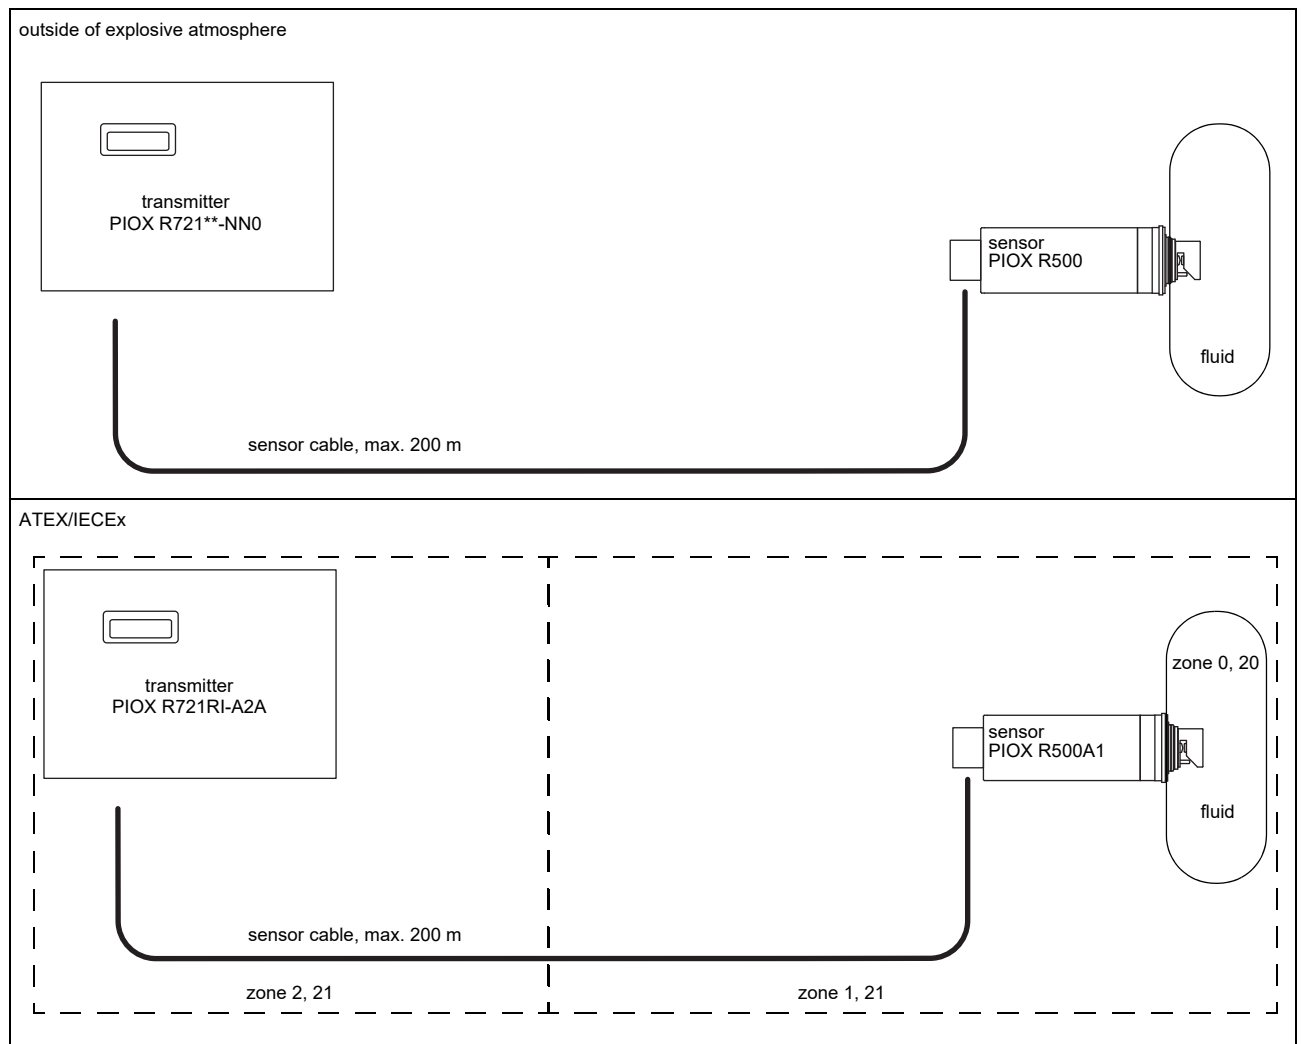 outside of explosive atmosphere
transmitter
PIOX R721**-NN0
sensor
PIOX R500
fluid
sensor cable, max. 200 m
ATEX/IECEx
zone 0, 20
transmitter
PIOX R721RI-A2A
sensor
PIOX R500A1
fluid
sensor cable, max. 200 m
zone 2, 21
zone 1, 21